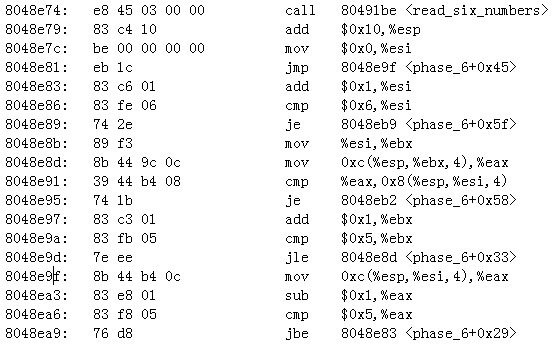 8048e74: e8 45 03 00 00 call 80491be <read_six_numbers>
8048e79: 83 c4 10 add $0x10,%esp
8048e7c: be 00 00 00 00 mov $0x0,%esi
8048e81: eb 1c jmp 8048e9f <phase_6+0x45>
8048e83: 83 c6 01 add $0x1,%esi
8048e86: 83 fe 06 cmp $0x6,%esi
8048e89: 74 2e je 8048eb9 <phase_6+0x5f>
8048e8b: 89 f3 mov %esi,%ebx
8048e8d: 8b 44 9c 0c mov 0xc(%esp,%ebx,4),%eax
8048e91: 39 44 b4 08 cmp %eax,0x8(%esp,%esi,4)
8048e95: 74 1b je 8048eb2 <phase_6+0x58>
8048e97: 83 c3 01 add $0x1,%ebx
8048e9a: 83 fb 05 cmp $0x5,%ebx
8048e9d: 7e ee jle 8048e8d <phase_6+0x33>
8048e9f: 8b 44 b4 0c mov 0xc(%esp,%esi,4),%eax
8048ea3: 83 e8 01 sub $0x1,%eax
8048ea6: 83 f8 05 cmp $0x5,%eax
8048ea9: 76 d8 jbe 8048e83 <phase_6+0x29>